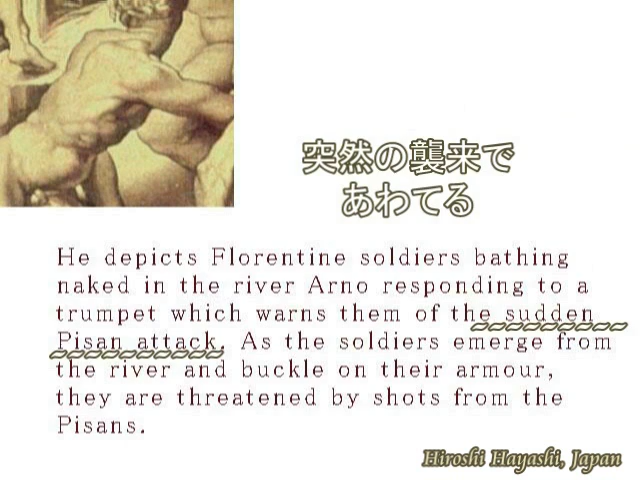 突然の襲来で
あわてる
He depicts Florentine soldiers bathing
naked in the river Arno responding to a
trumpet which warns them of the sudden
Pisan attack. As the soldiers emerge from
the river and buckle on their armour,
they are threatened by shots from the
Pisans.
Hiroshi Hayashi, Japan